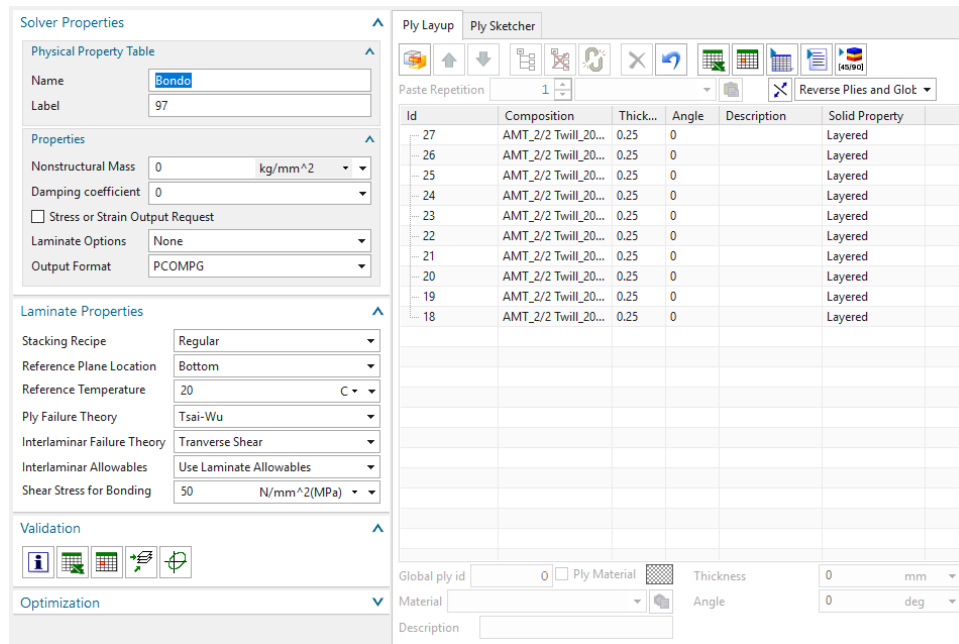 Solver Properties
Physical Property Table
Name Bondo
Label 97
Properties
Nonstructural Mass 0 kg/mm^2
Damping coefficient 0
Stress or Strain Output Request
Laminate Options None
Output Format PCOMPG
Laminate Properties
Stacking Recipe Regular
Reference Plane Location Bottom
Reference Temperature 20 C
Ply Failure Theory Tsai-Wu
Interlaminar Failure Theory Tranverse Shear
Interlaminar Allowables Use Laminate Allowables
Shear Stress for Bonding 50 N/mm^2(MPa)
Validation
Optimization
Ply Layup Ply Sketcher
[45/90]
Paste Repetition 1 Reverse Plies and Glob
Id Composition Thick... Angle Description Solid Property
27 AMT_2/2 Twill_20... 0.25 0 Layered
26 AMT_2/2 Twill_20... 0.25 0 Layered
25 AMT_2/2 Twill_20... 0.25 0 Layered
24 AMT_2/2 Twill_20... 0.25 0 Layered
23 AMT_2/2 Twill_20... 0.25 0 Layered
22 AMT_2/2 Twill_20... 0.25 0 Layered
21 AMT_2/2 Twill_20... 0.25 0 Layered
20 AMT_2/2 Twill_20... 0.25 0 Layered
19 AMT_2/2 Twill_20... 0.25 0 Layered
18 AMT_2/2 Twill_20... 0.25 0 Layered
Global ply id 0 Ply Material Thickness 0 mm
Material Angle 0 deg
Description